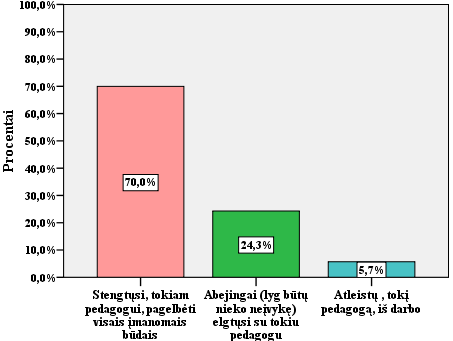 100,0%
90,0%
80,0%
70,0%
60,0%
50,0%
40,0%
30,0%
20,0%
10,0%
0,0%
Procentai
70,0%
24,3%
5,7%
Stengtųsi, tokiam
pedagogui, pagelbėti
visais įmanomais
būdais
Abejingai (lyg būtų
nieko neįvykę)
elgtųsi su tokiu
pedagogu
Atleistų , tokį
pedagogą, iš darbo